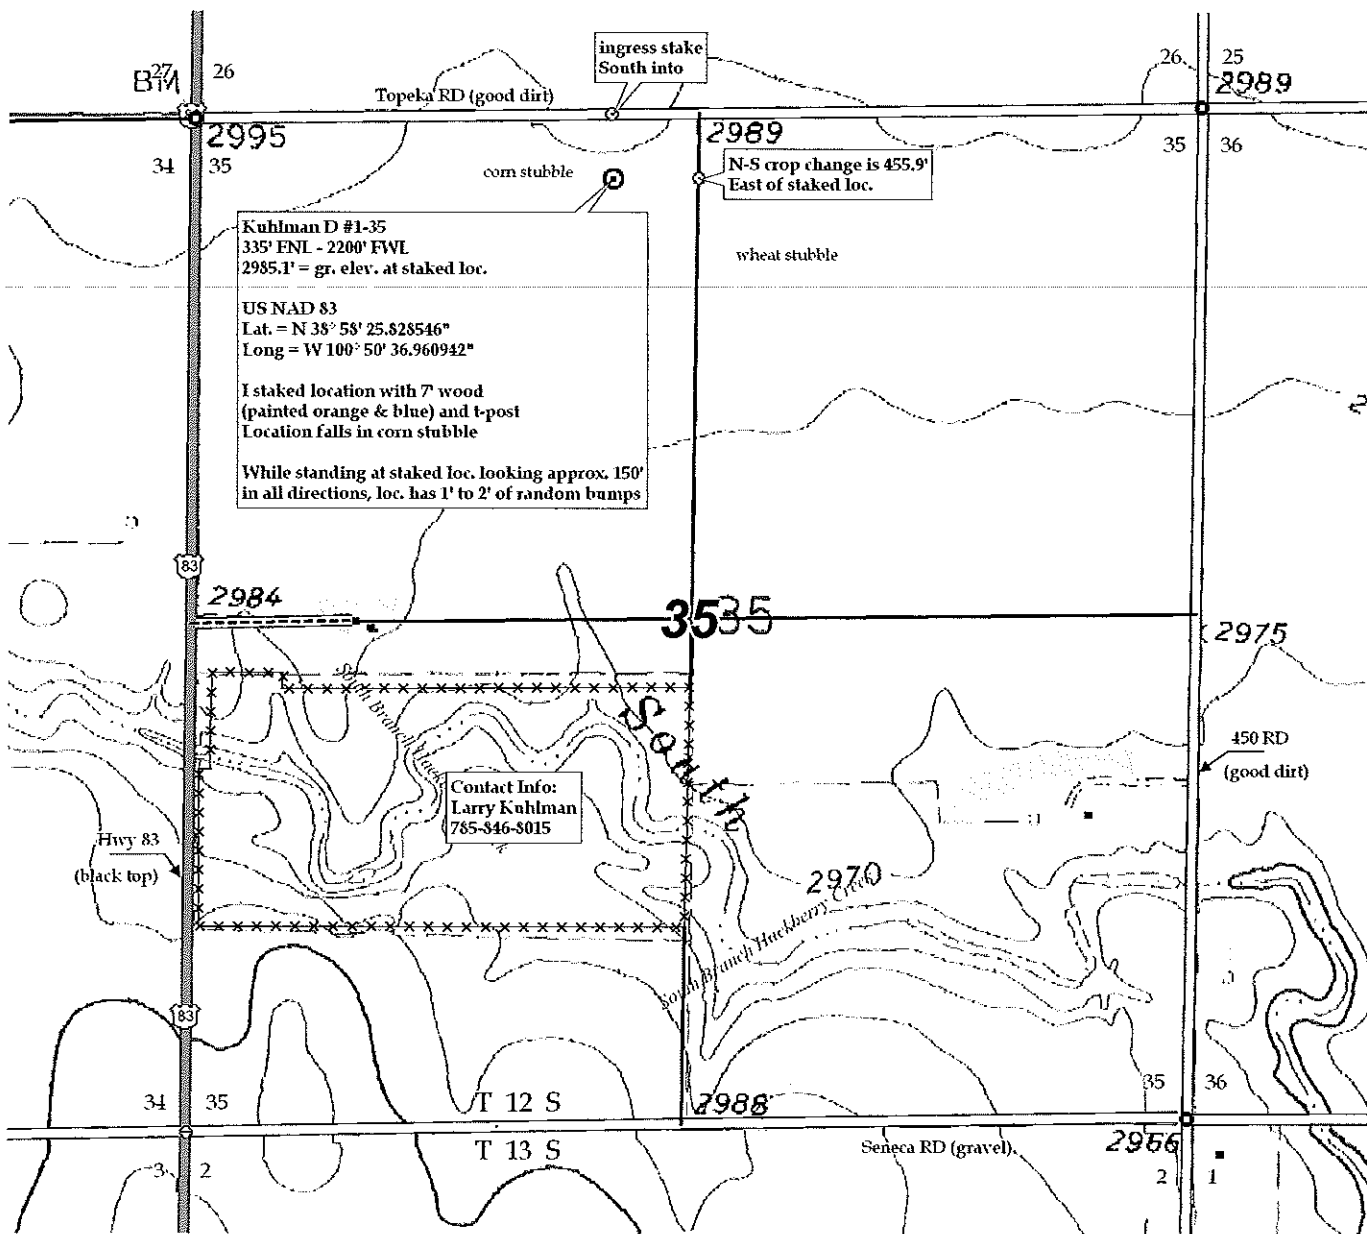 ingress stake
South into
27 26
BM
26 25
2989
Topeka RD (good dirt)
2995
2989
34 35
35 36
corn stubble
N-S crop change is 455.9'
East of staked loc.
Kuhlman D #1-35
335' FNL - 2200' FWL
2985.1' = gr. elev. at staked loc.
wheat stubble
US NAD 83
Lat. = N 38° 58' 25.828546"
Long = W 100° 50' 36.960942"
I staked location with 7' wood
(painted orange & blue) and t-post
Location falls in corn stubble
While standing at staked loc. looking approx. 150'
in all directions, loc. has 1' to 2' of random bumps
83
2984
35 35
2975
South Branch Hack
South
450 RD
(good dirt)
Contact Info:
Larry Kuhlman
785-846-8015
Hwy 83
(black top)
2970
South Branch Hackberry Creek
83
34 35
T 12 S
2988
35 36
T 13 S
Seneca RD (gravel)
2966
3 2
2 1